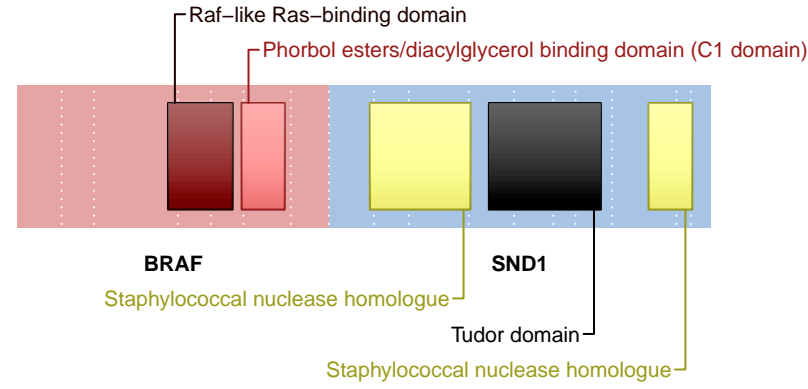 Raf−like Ras−binding domain
Phorbol esters/diacylglycerol binding domain (C1 domain)
BRAF
SND1
Staphylococcal nuclease homologue
Tudor domain
Staphylococcal nuclease homologue